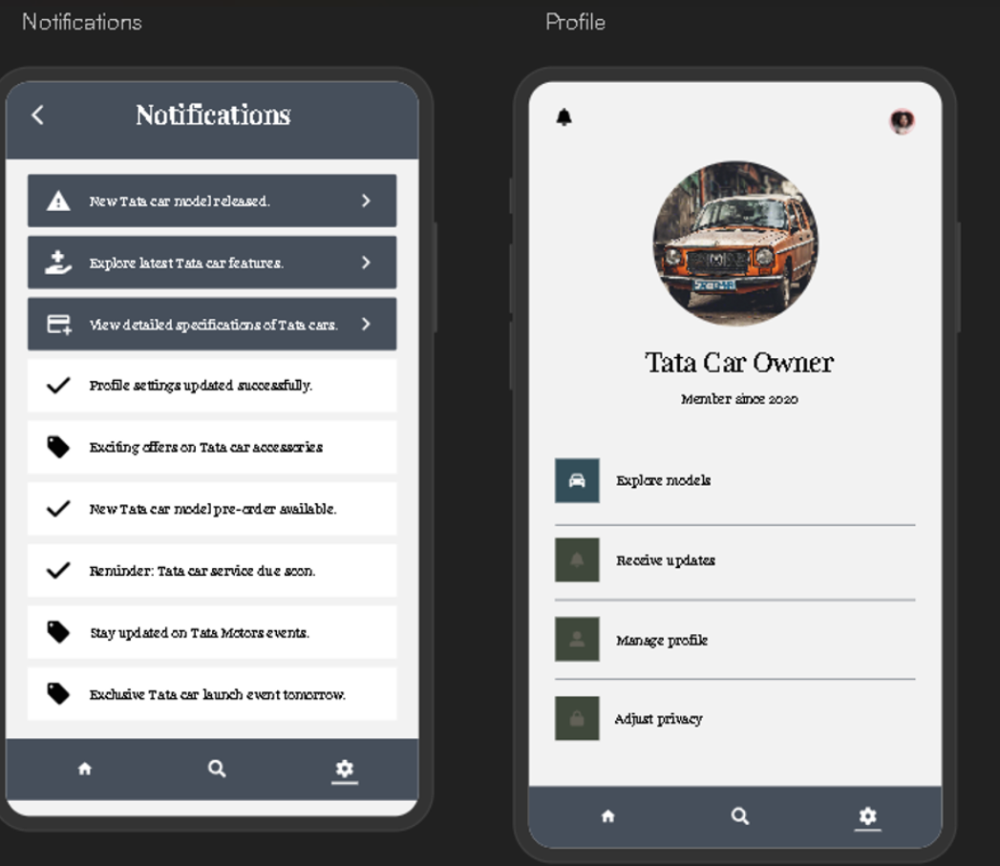 Notifications
Notifications
New Tata car model released.
Explore latest Tata car features.
View detailed specifications of Tata cars.
Profile settings updated successfully.
Exciting offers on Tata car accessories
New Tata car model pre-order available.
Reminder: Tata car service due soon.
Stay updated on Tata Motors events.
Exclusive Tata car launch event tomorrow.
Profile
Tata Car Owner
Member since 2020
Explore models
Receive updates
Manage profile
Adjust privacy